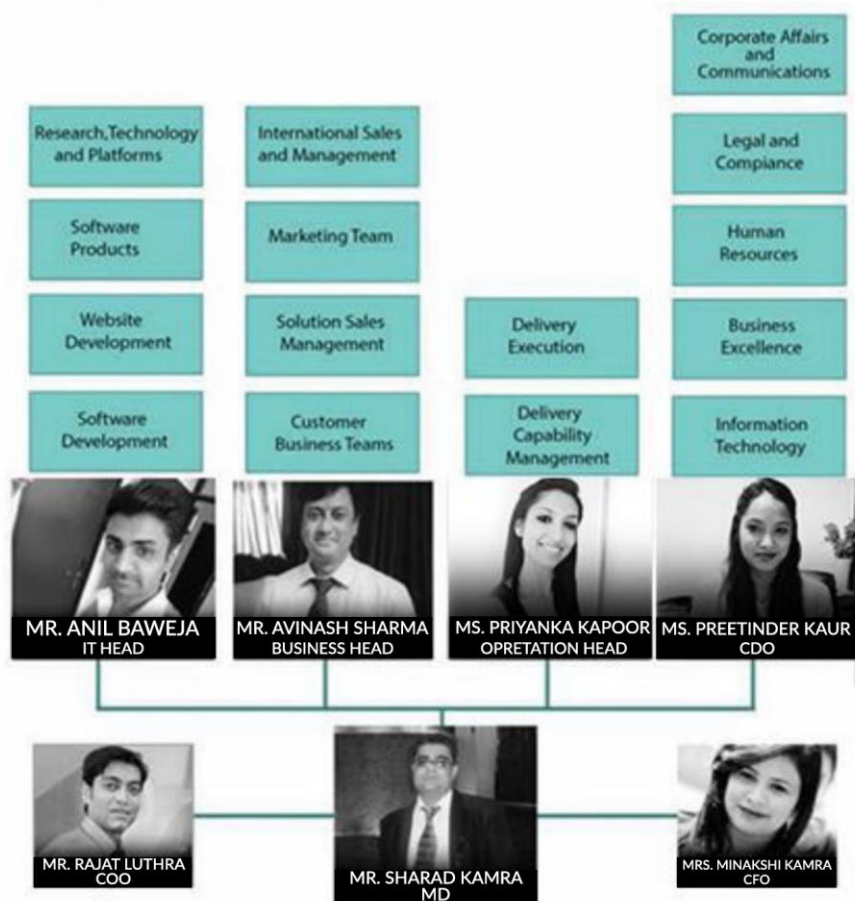 Corporate Affairs
and
Communications
Research,Technology
and Platforms
International Sales
and Management
Legal and
Compiance
Software
Products
Marketing Team
Human
Resources
Website
Development
Solution Sales
Management
Delivery
Execution
Business
Excellence
Software
Development
Customer
Business Teams
Delivery
Capability
Management
Information
Technology
MR. ANIL BAWEJA
IT HEAD
MR. AVINASH SHARMA
BUSINESS HEAD
MS. PRIYANKA KAPOOR
OPRETATION HEAD
MS. PREETINDER KAUR
CDO
MR. RAJAT LUTHRA
COO
MR. SHARAD KAMRA
MD
MRS. MINAKSHI KAMRA
CFO